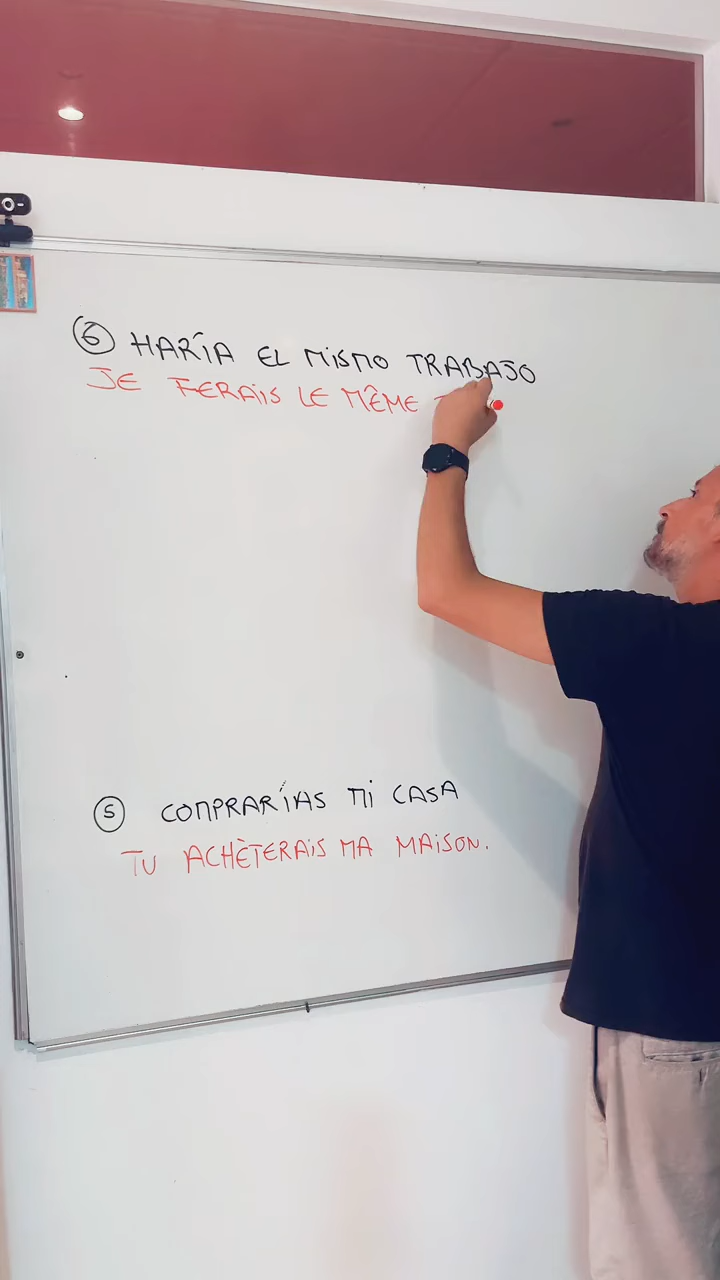 ⑥ HARÍA EL MISMO TRABAJO
JE FERAIS LE MÊME
⑤ COMPRARÍAS MI CASA
TU ACHÈTERAIS MA MAISON.